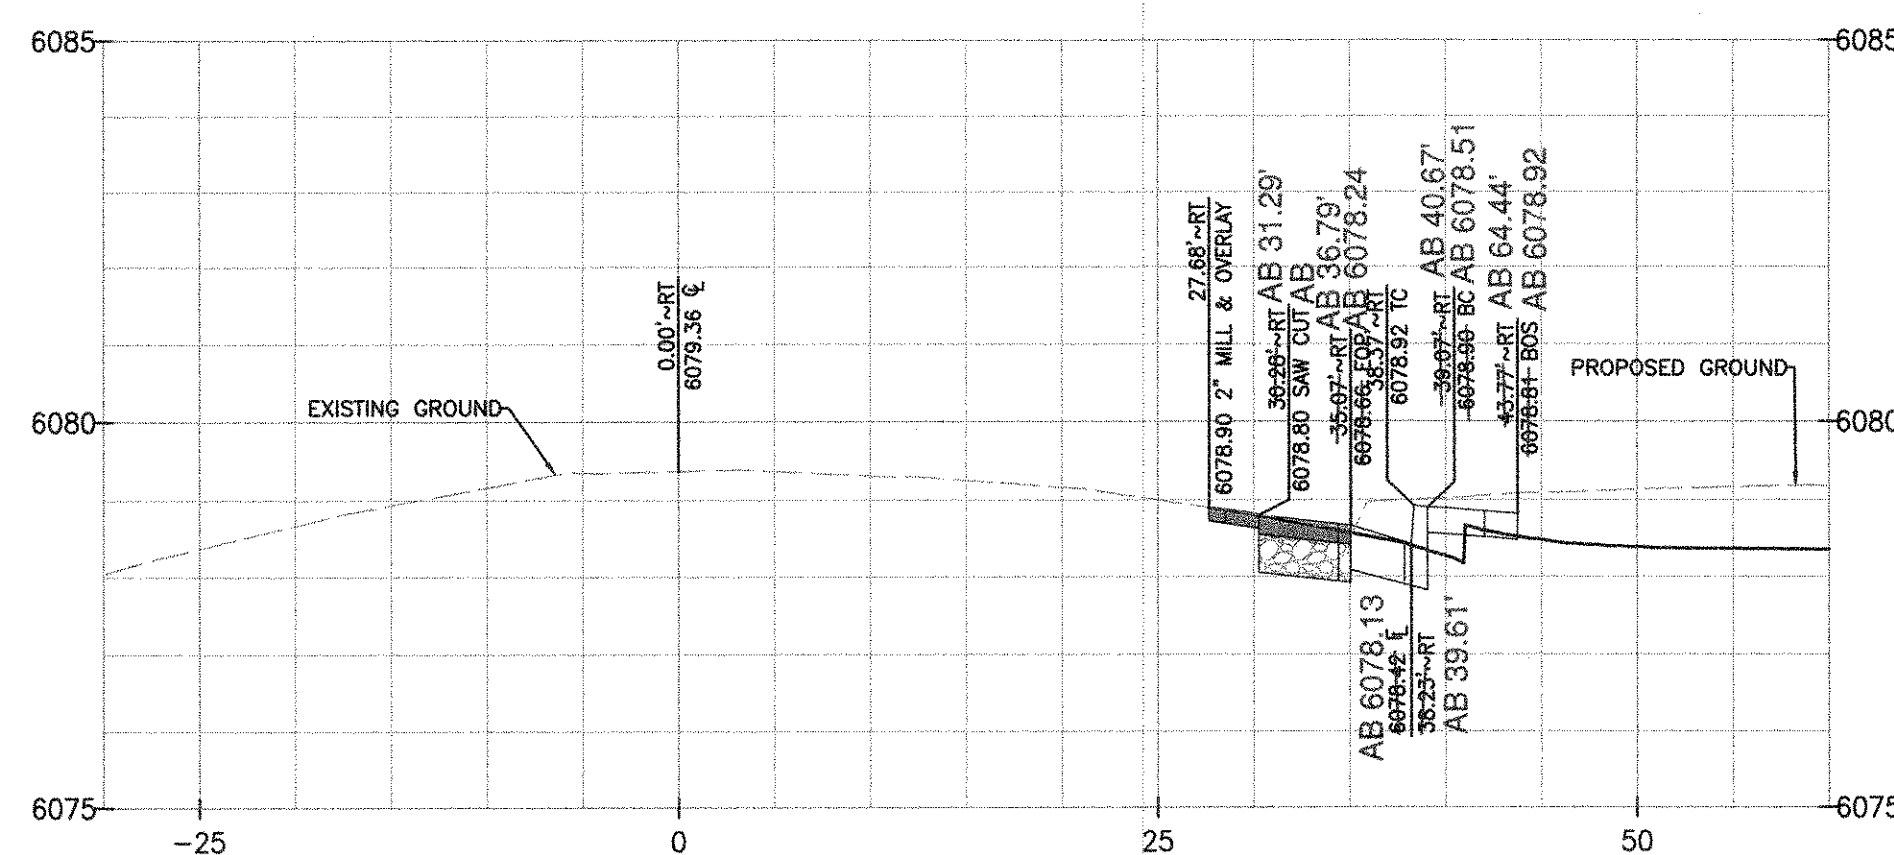 6085
6085
0.00'~RT
6079.36 ℄
27.68'~RT
6078.90 2" MILL & OVERLAY
30.28'~RT AB 31.29'
6078.80 SAW CUT AB
35.07'~RT AB 36.79'
6078.66 EOP AB 6078.24
38.37'~RT
6078.92 TC
39.07'~RT AB 40.67'
6078.90 BC AB 6078.51
43.77'~RT AB 64.44'
6078.81 BOS AB 6078.92
PROPOSED GROUND
EXISTING GROUND
6080
6080
AB 6078.13
6078.42
38.23'~RT
AB 39.61'
6075
6075
-25
0
25
50